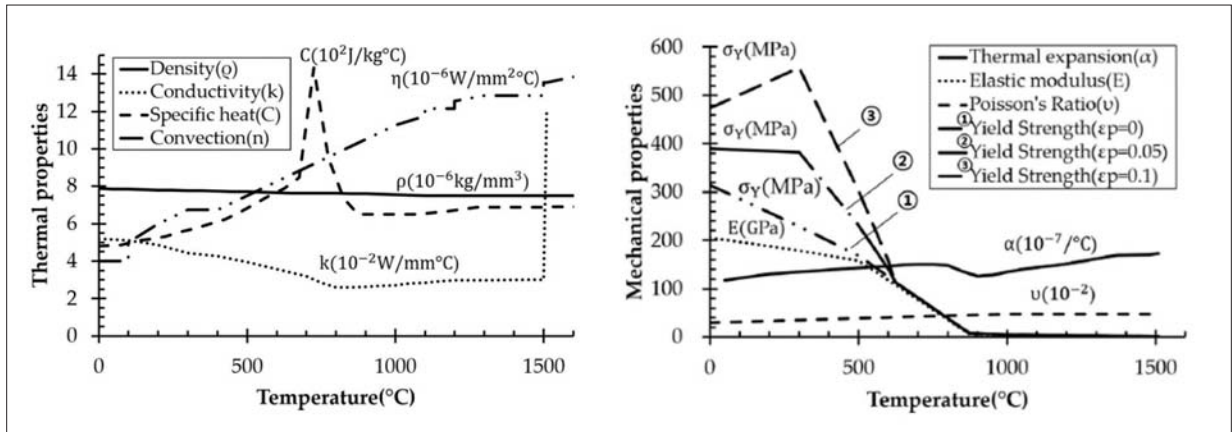 Thermal properties
14
12
10
8
6
4
2
0
0
500
1000
1500
Temperature(°C)
Density(ϱ)
Conductivity(k)
Specific heat(C)
Convection(n)
C(10²J/kg°C)
η(10⁻⁶W/mm²°C)
ρ(10⁻⁶kg/mm³)
k(10⁻²W/mm°C)
Mechanical properties
600
500
400
300
200
100
0
0
500
1000
1500
Temperature(°C)
σY(MPa)
σY(MPa)
σY(MPa)
E(GPa)
③
②
①
α(10⁻⁷/°C)
υ(10⁻²)
Thermal expansion(α)
Elastic modulus(E)
Poisson's Ratio(υ)
①Yield Strength(εp=0)
②Yield Strength(εp=0.05)
③Yield Strength(εp=0.1)